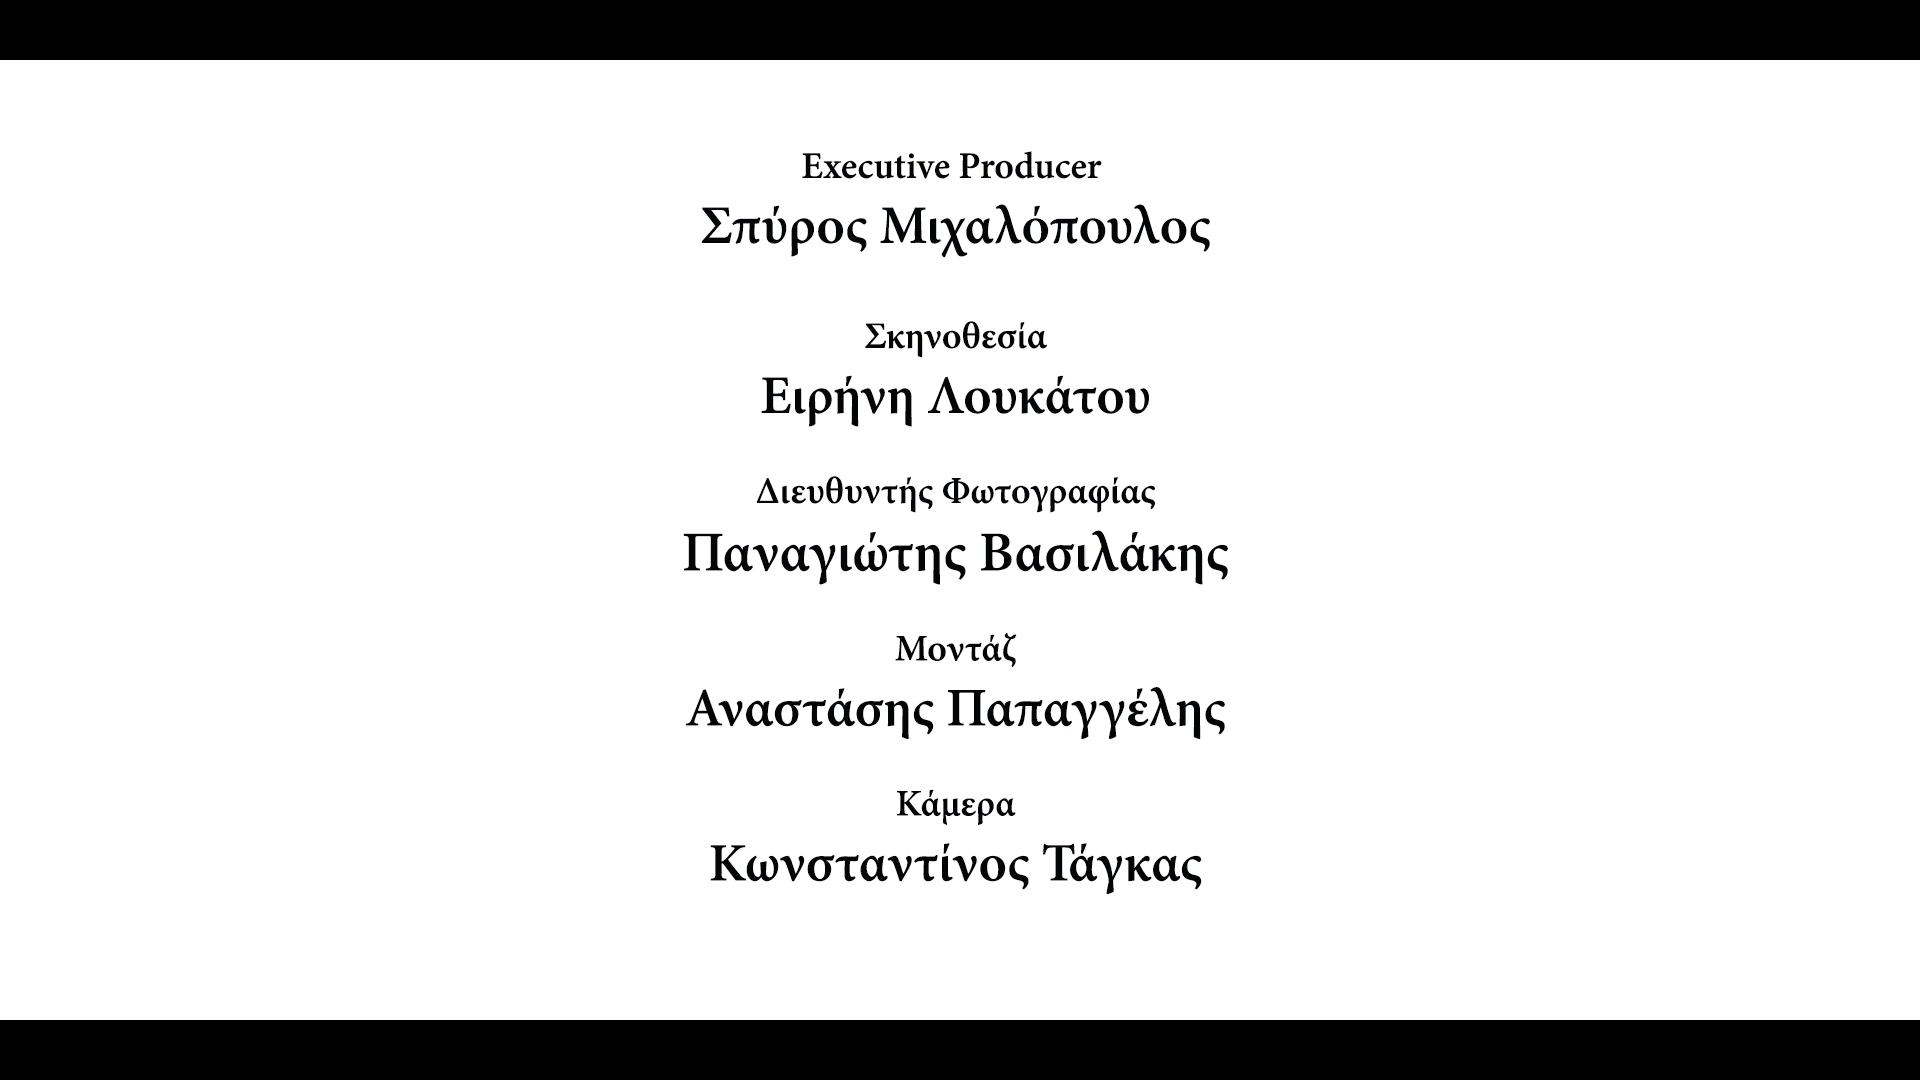 Executive Producer
Σπύρος Μιχαλόπουλος
Σκηνοθεσία
Ειρήνη Λουκάτου
Διευθυντής Φωτογραφίας
Παναγιώτης Βασιλάκης
Μοντάζ
Αναστάσης Παπαγγέλης
Κάμερα
Κωνσταντίνος Τάγκας